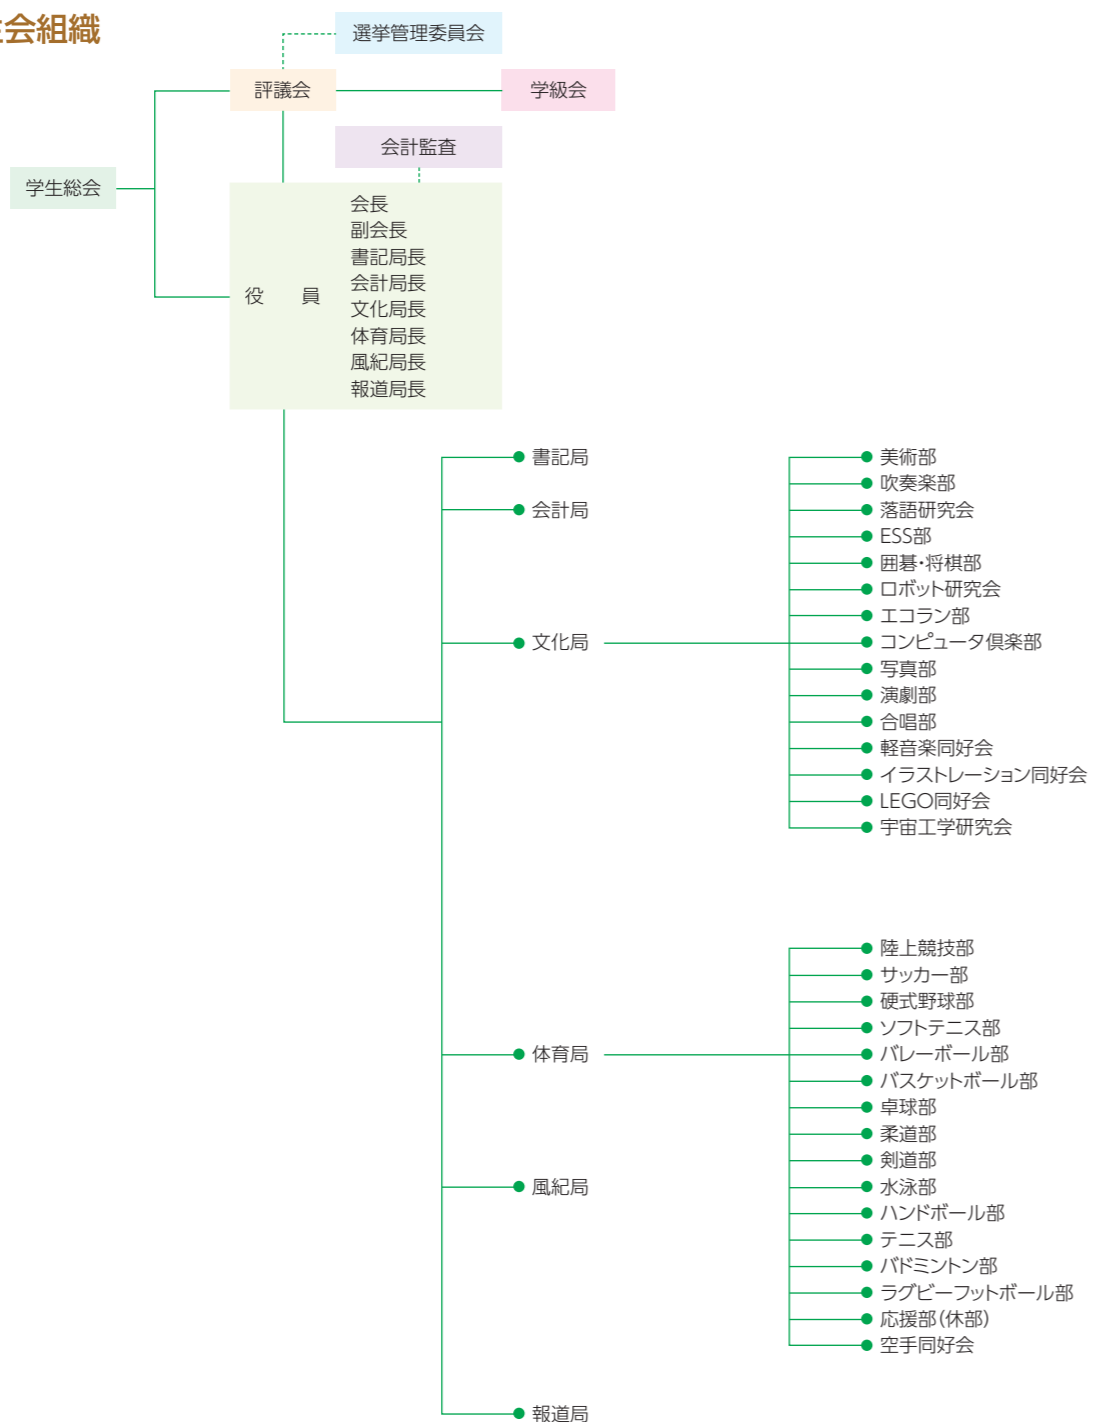 会組織
選挙管理委員会
評議会
学級会
会計監査
学生総会
役　員
会長
副会長
書記局長
会計局長
文化局長
体育局長
風紀局長
報道局長
書記局
会計局
文化局
美術部
吹奏楽部
落語研究会
ESS部
囲碁・将棋部
ロボット研究会
エコラン部
コンピュータ倶楽部
写真部
演劇部
合唱部
軽音楽同好会
イラストレーション同好会
LEGO同好会
宇宙工学研究会
体育局
陸上競技部
サッカー部
硬式野球部
ソフトテニス部
バレーボール部
バスケットボール部
卓球部
柔道部
剣道部
水泳部
ハンドボール部
テニス部
バドミントン部
ラグビーフットボール部
応援部(休部)
空手同好会
風紀局
報道局